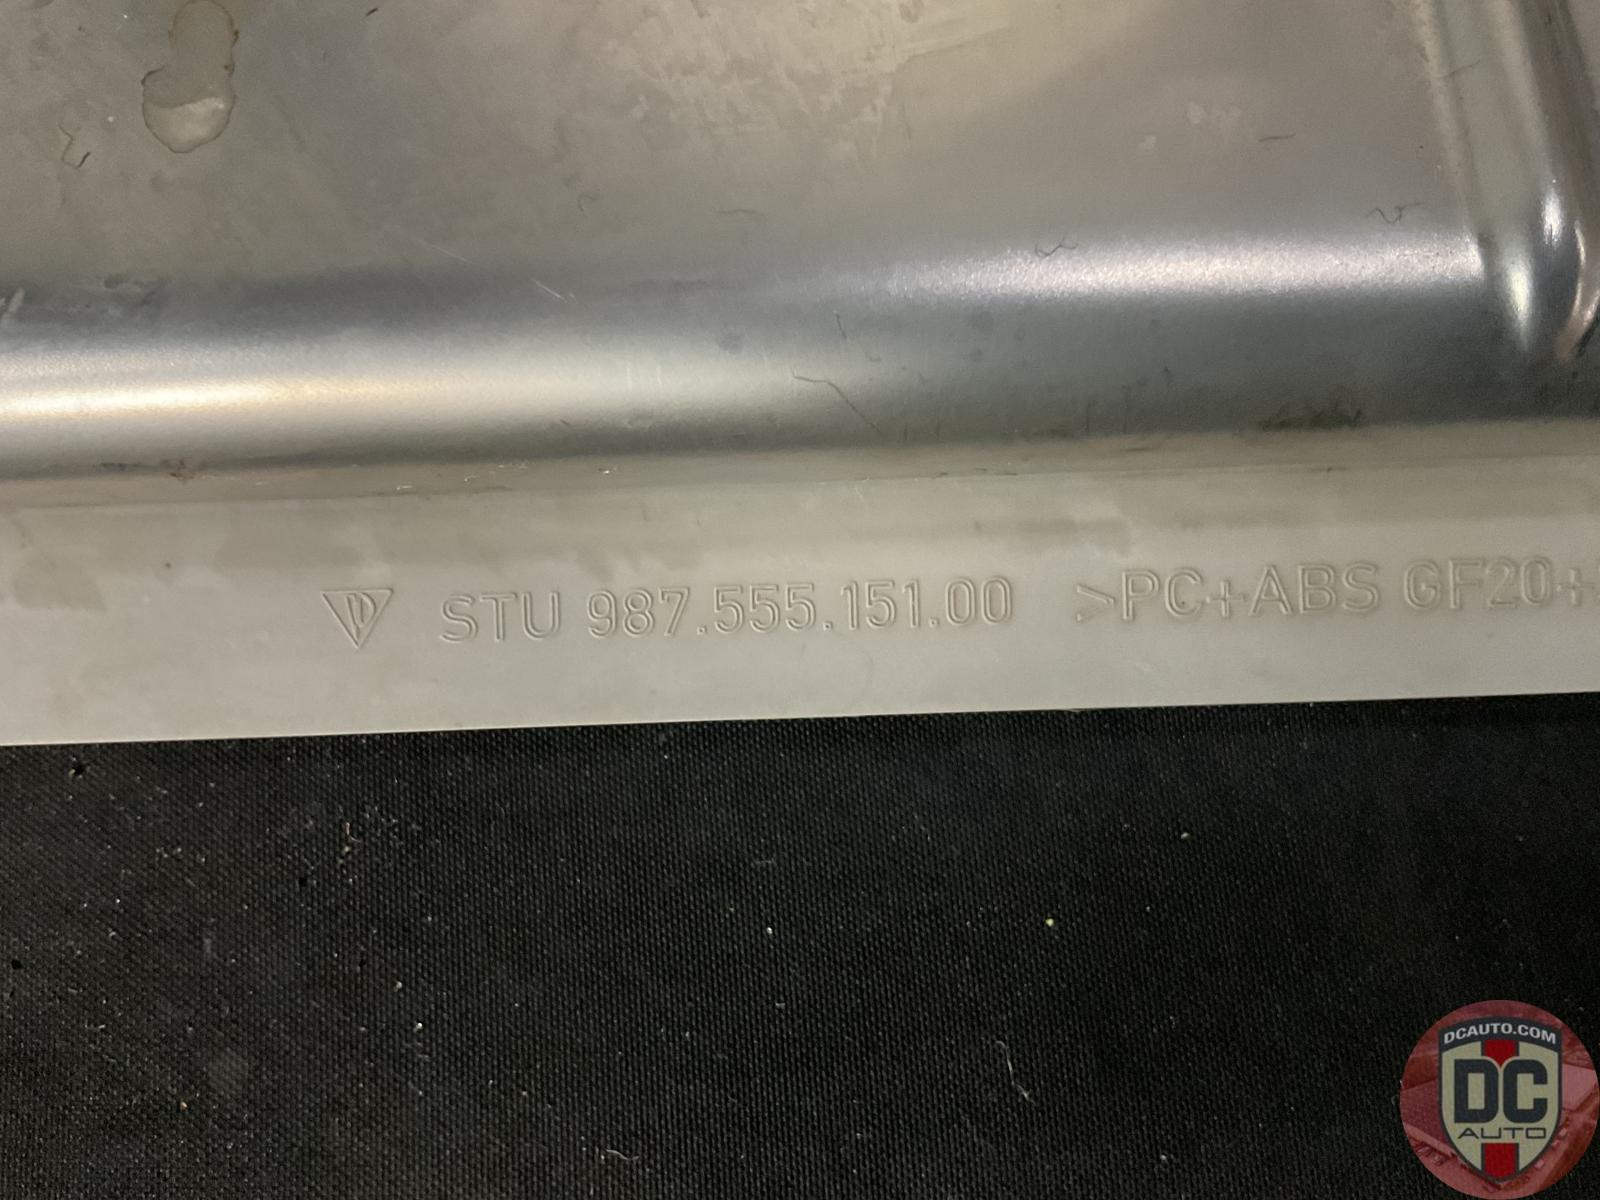 STU 987.555.151.00 >PC+ABS GF20+
DCAUTO.COM
DC
AUTO